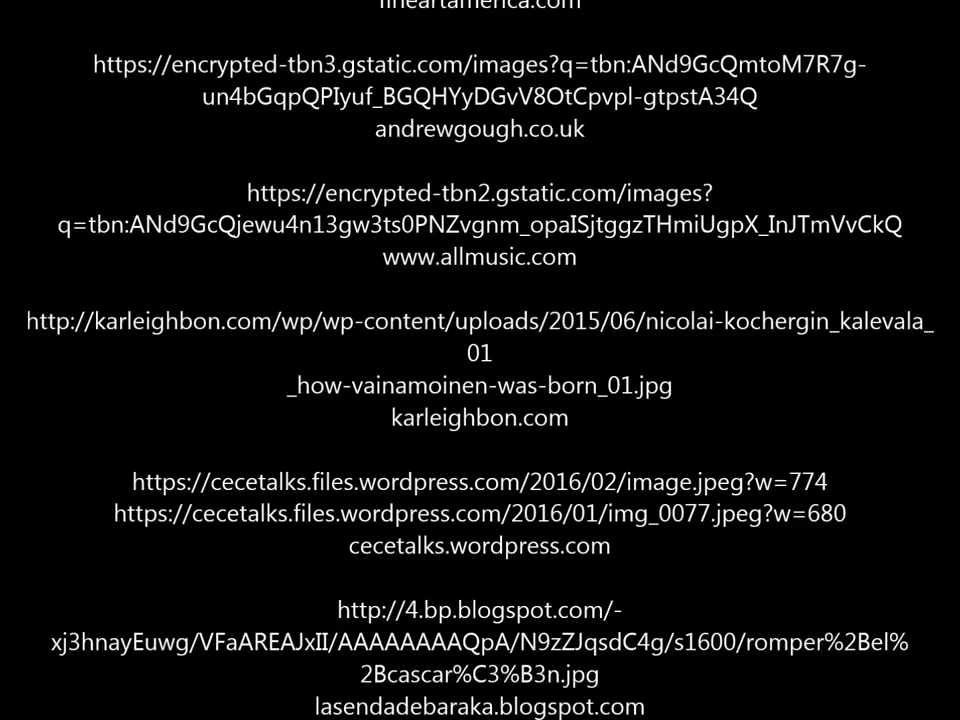 fineartamerica.com
https://encrypted-tbn3.gstatic.com/images?q=tbn:ANd9GcQmtoM7R7g-
un4bGqpQPIyuf_BGQHYyDGvV8OtCpvpl-gtpstA34Q
andrewgough.co.uk
https://encrypted-tbn2.gstatic.com/images?
q=tbn:ANd9GcQjewu4n13gw3ts0PNZvgnm_opaISjtggzTHmiUgpX_InJTmVvCkQ
www.allmusic.com
http://karleighbon.com/wp/wp-content/uploads/2015/06/nicolai-kochergin_kalevala_
01
_how-vainamoinen-was-born_01.jpg
karleighbon.com
https://cecetalks.files.wordpress.com/2016/02/image.jpeg?w=774
https://cecetalks.files.wordpress.com/2016/01/img_0077.jpeg?w=680
cecetalks.wordpress.com
http://4.bp.blogspot.com/-
xj3hnayEuwg/VFaAREAJxII/AAAAAAAAQpA/N9zZJqsdC4g/s1600/romper%2Bel%
2Bcascar%C3%B3n.jpg
lasendadebaraka.blogspot.com